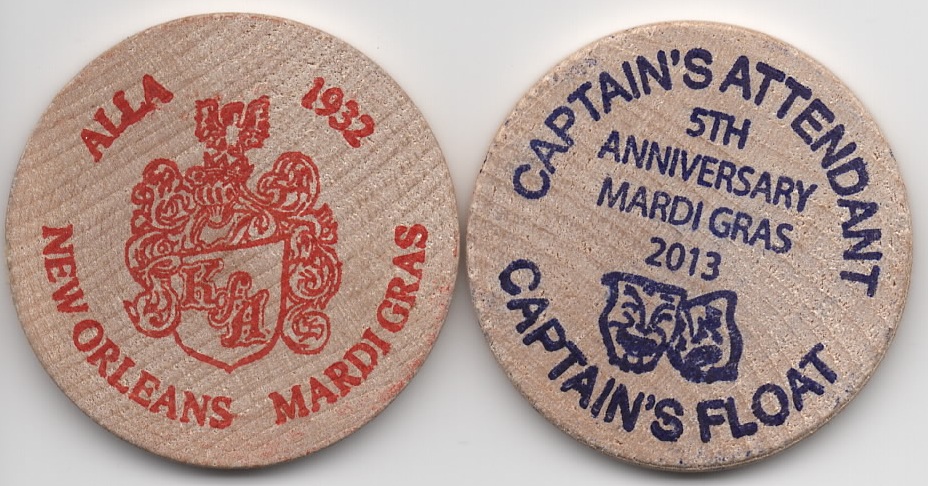 ALLA 1932
KofA
NEW ORLEANS MARDI GRAS
CAPTAIN'S ATTENDANT
5TH
ANNIVERSARY
MARDI GRAS
2013
CAPTAIN'S FLOAT